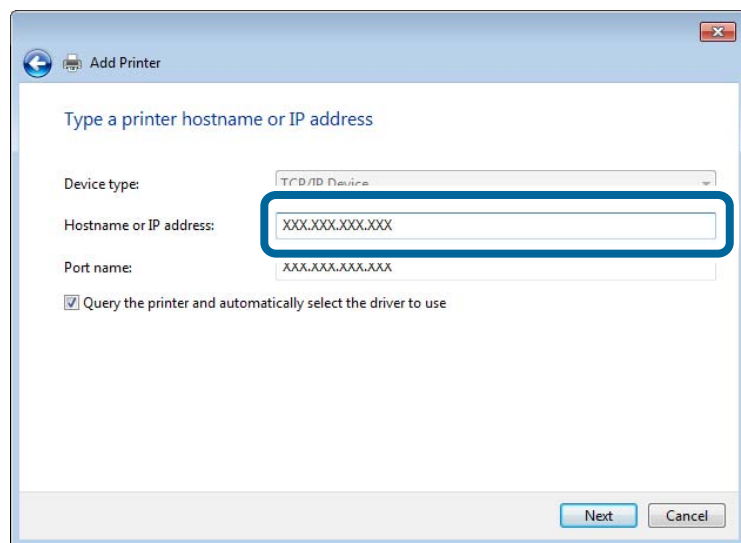 Add Printer
Type a printer hostname or IP address
Device type: TCP/IP Device
Hostname or IP address: XXX.XXX.XXX.XXX
Port name: XXX.XXX.XXX.XXX
Query the printer and automatically select the driver to use
Next Cancel